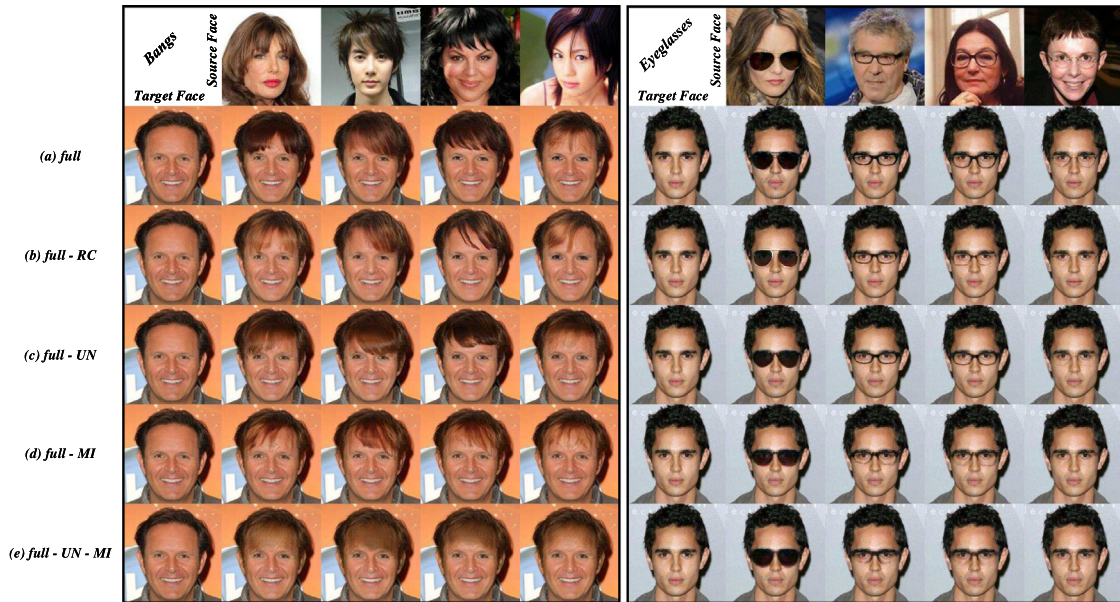 Bangs
Source Face
Target Face
Eyeglasses
Source Face
Target Face
(a) full
(b) full - RC
(c) full - UN
(d) full - MI
(e) full - UN - MI